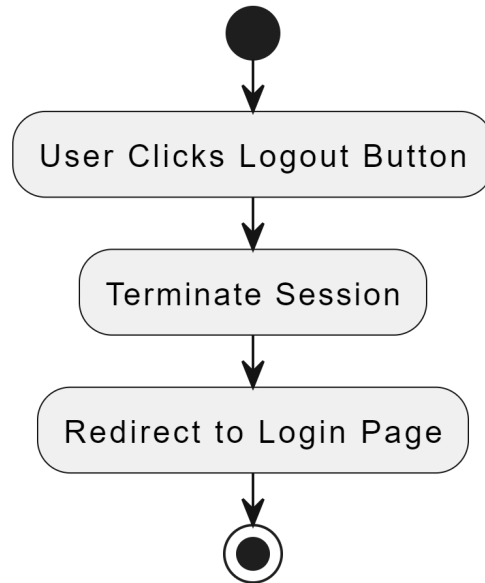 User Clicks Logout Button
Terminate Session
Redirect to Login Page